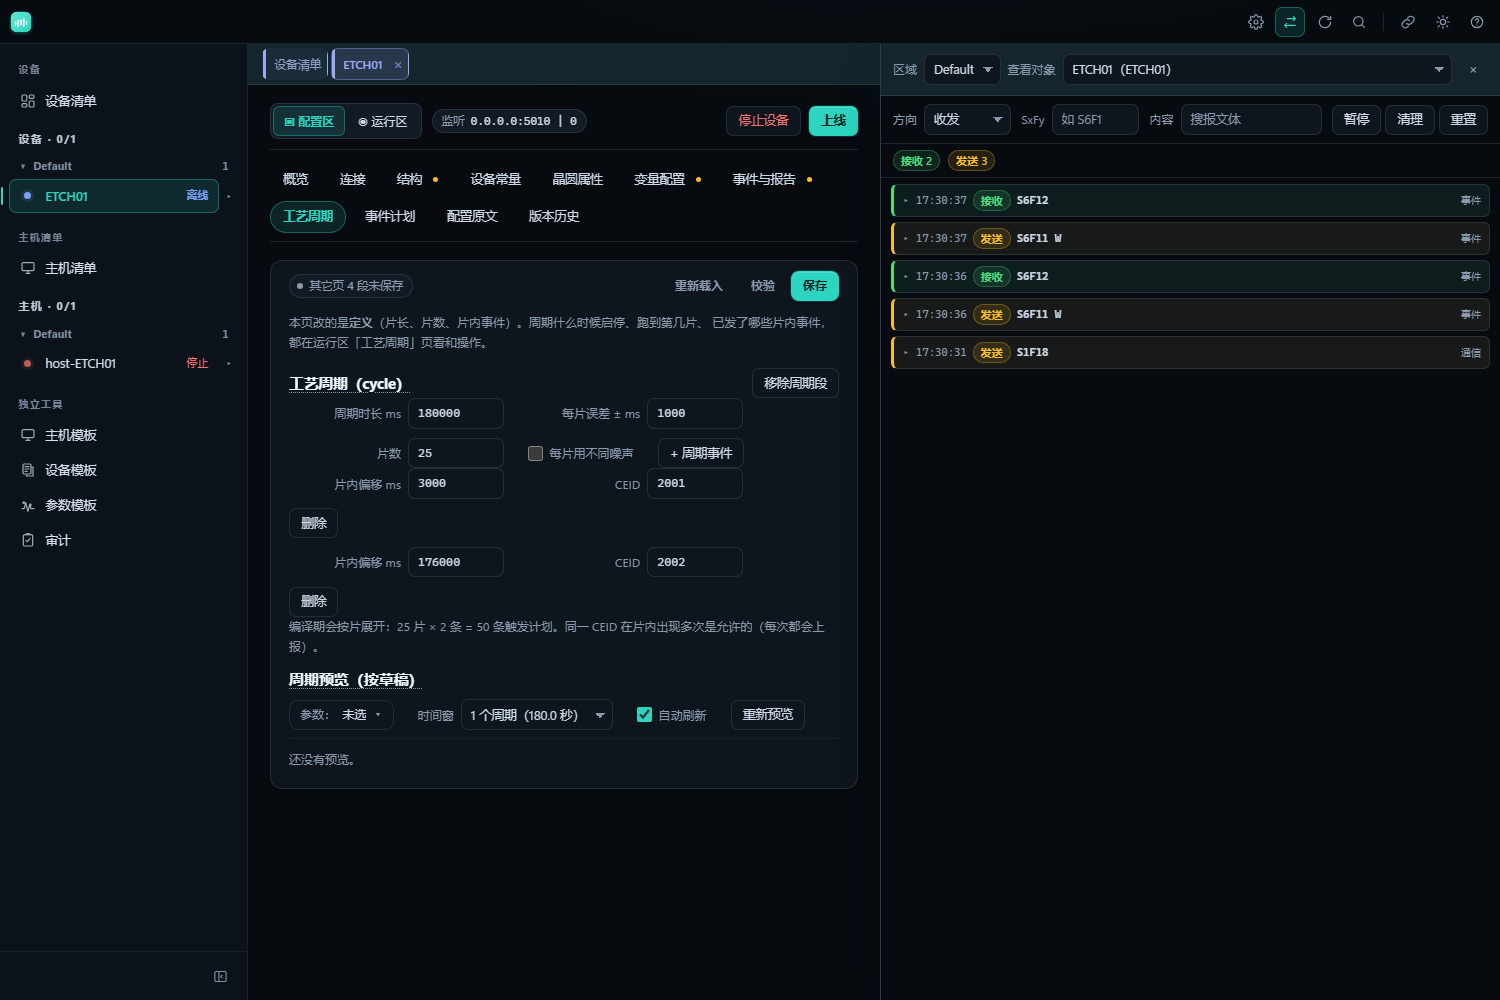 设备
设备清单
设备 · 0/1
Default 1
ETCH01 离线
主机清单
主机清单
主机 · 0/1
Default 1
host-ETCH01 停止
独立工具
主机模板
设备模板
参数模板
审计
设备清单 ETCH01 ×
配置区 运行区 监听 0.0.0.0:5010 | 0 停止设备 上线
概览 连接 结构 设备常量 晶圆属性 变量配置 事件与报告
工艺周期 事件计划 配置原文 版本历史
其它页 4 段未保存 重新载入 校验 保存
本页改的是定义（片长、片数、片内事件）。周期什么时候启停、跑到第几片、 已发了哪些片内事件，
都在运行区「工艺周期」页看和操作。
工艺周期（cycle） 移除周期段
周期时长 ms 180000 每片误差 ± ms 1000
片数 25 每片用不同噪声 + 周期事件
片内偏移 ms 3000 CEID 2001
删除
片内偏移 ms 176000 CEID 2002
删除
编译期会按片展开：25 片 × 2 条 = 50 条触发计划。同一 CEID 在片内出现多次是允许的（每次都会上
报）。
周期预览（按草稿）
参数： 未选 时间窗 1 个周期（180.0 秒） 自动刷新 重新预览
还没有预览。
区域 Default 查看对象 ETCH01（ETCH01） ×
方向 收发 SxFy 如 S6F1 内容 搜报文体 暂停 清理 重置
接收 2 发送 3
17:30:37 接收 S6F12 事件
17:30:37 发送 S6F11 W 事件
17:30:36 接收 S6F12 事件
17:30:36 发送 S6F11 W 事件
17:30:31 发送 S1F18 通信